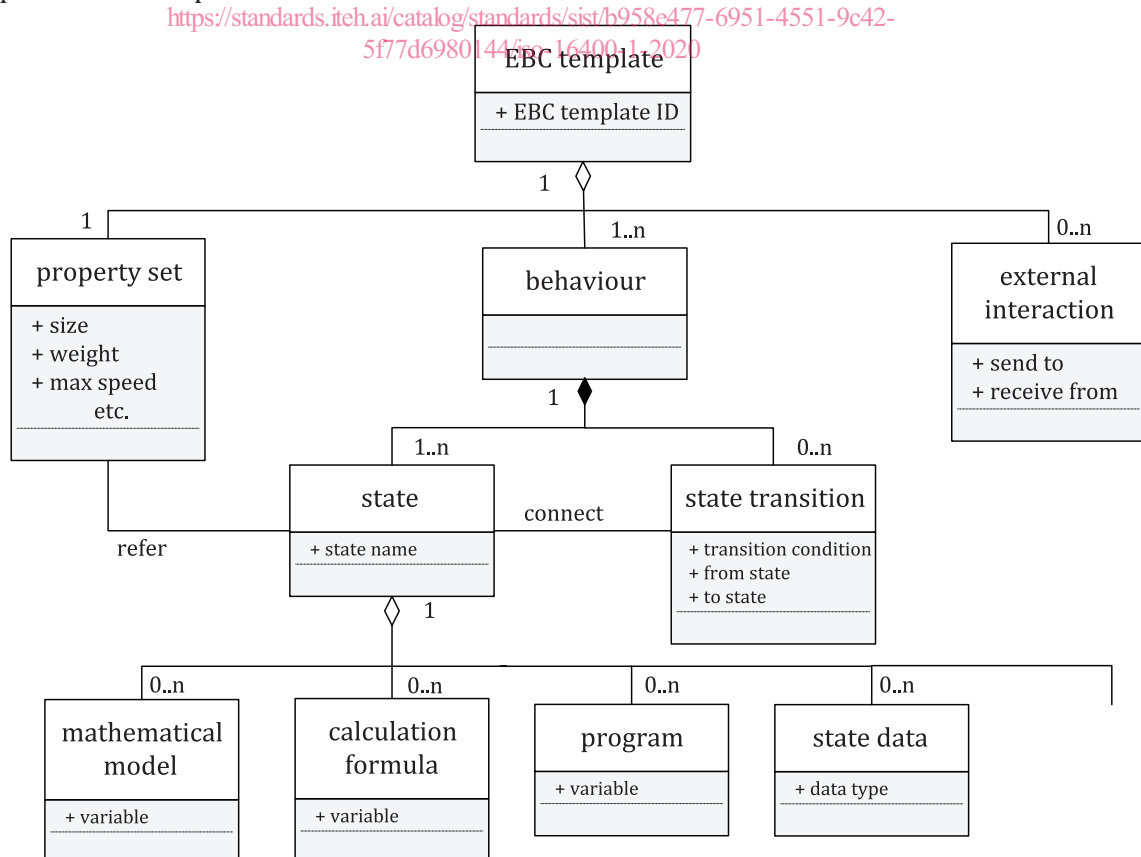 https://standards.iteh.ai/catalog/standards/sist/b958e477-6951-4551-9c42-
5f77d6980144/iso-16400-1-2020
EBC template
+ EBC template ID
1
1
1..n
0..n
property set
+ size
+ weight
+ max speed
etc.
behaviour
external
interaction
+ send to
+ receive from
1
1..n
0..n
state
+ state name
connect
state transition
+ transition condition
+ from state
+ to state
refer
1
0..n
0..n
0..n
0..n
mathematical
model
+ variable
calculation
formula
+ variable
program
+ variable
state data
+ data type